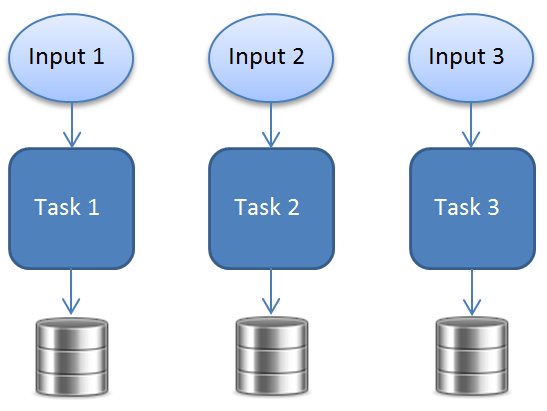 Input 1
Input 2
Input 3
Task 1
Task 2
Task 3